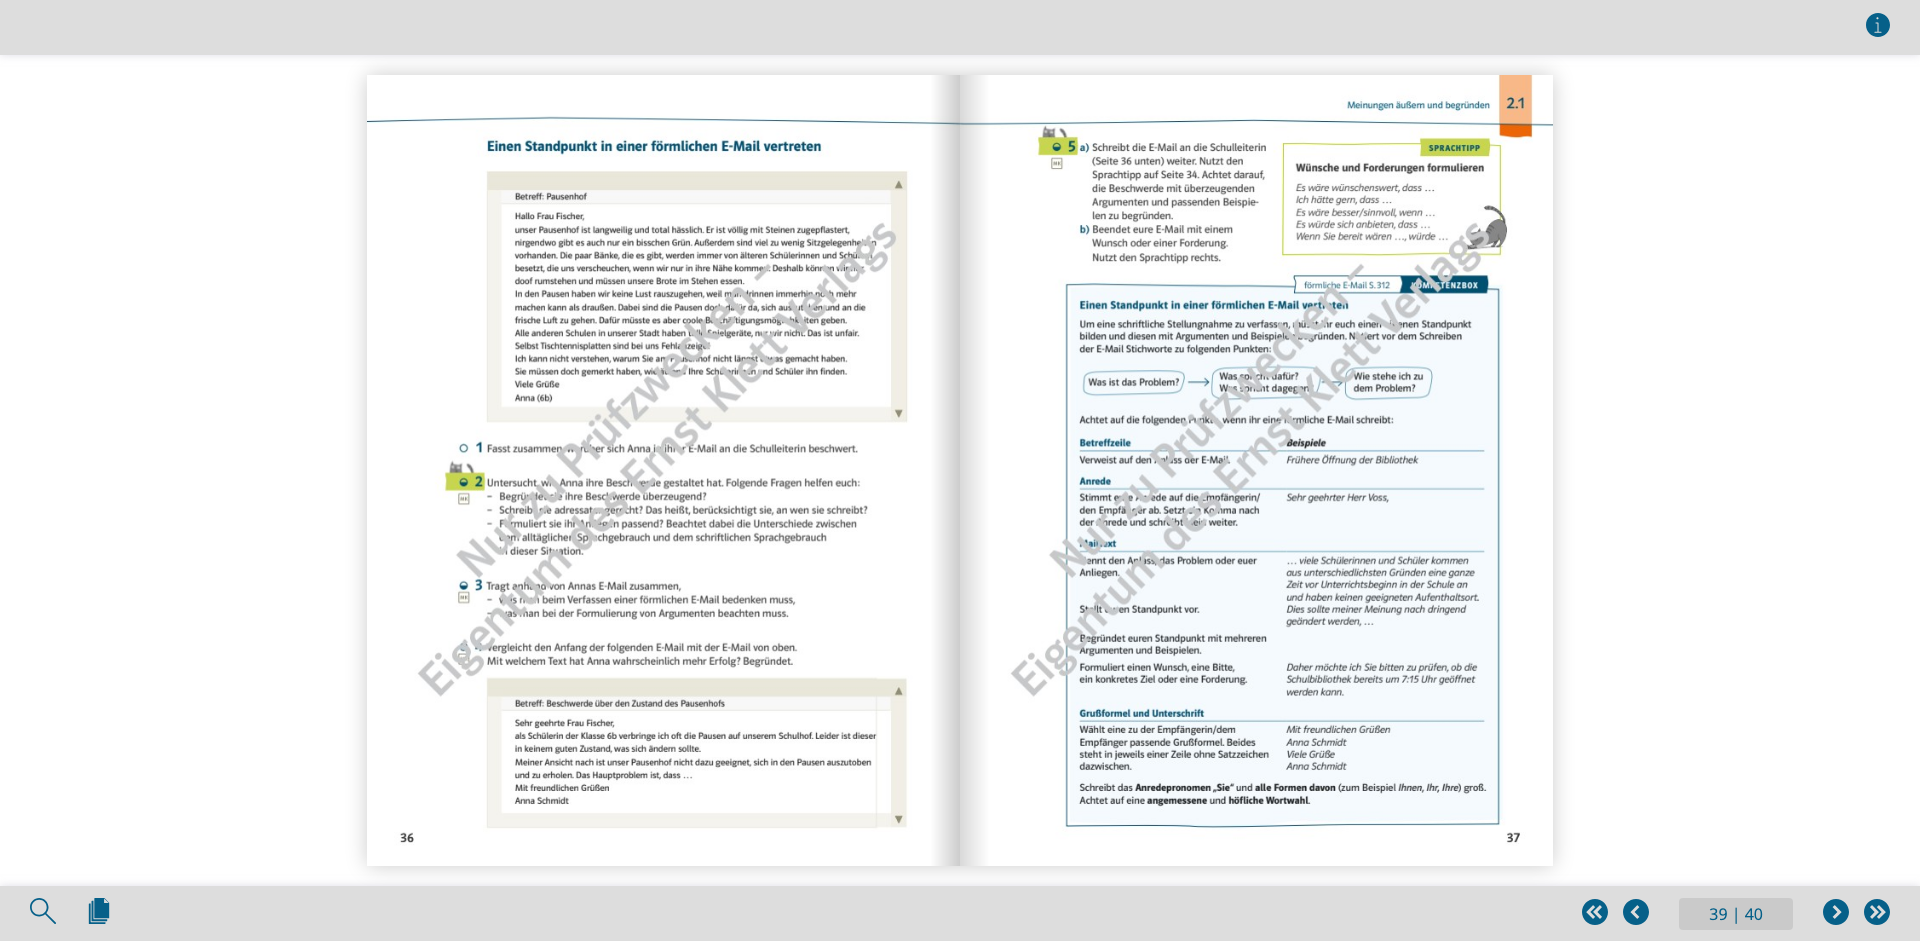 Einen Standpunkt in einer förmlichen E-Mail vertreten
Betreff: Pausenhof
Hallo Frau Fischer,
unser Pausenhof ist langweilig und total hässlich. Er ist völlig mit Steinen zugepflastert,
nirgendwo gibt es auch nur ein bisschen Grün. Außerdem sind viel zu wenig Sitzgelegenheiten
vorhanden. Die paar Bänke, die es gibt, werden immer von älteren Schülerinnen und Schülern
besetzt, die uns verscheuchen, wenn wir nur in ihre Nähe kommen. Deshalb können wir nur
doof rumstehen und müssen unsere Brote im Stehen essen.
In den Pausen haben wir keine Lust rauszugehen, weil man drinnen immerhin noch mehr
machen kann als draußen. Dabei sind die Pausen doch dafür da, sich auszutoben und an die
frische Luft zu gehen. Dafür müsste es aber coole Beschäftigungsmöglichkeiten geben.
Alle anderen Schulen in unserer Stadt haben tolle Spielgeräte, nur wir nicht. Das ist unfair.
Selbst Tischtennisplatten sind bei uns Fehlanzeige!
Ich kann nicht verstehen, warum Sie am Pausenhof nicht längst etwas gemacht haben.
Sie müssen doch gemerkt haben, wie Ihre Schülerinnen und Schüler ihn finden.
Viele Grüße
Anna (6b)
1 Fasst zusammen, worüber sich Anna in ihrer E-Mail an die Schulleiterin beschwert.
2 Untersucht, wie Anna ihre Beschwerde gestaltet hat. Folgende Fragen helfen euch:
– Begründet sie ihre Beschwerde überzeugend?
– Schreibt sie adressatengerecht? Das heißt, berücksichtigt sie, an wen sie schreibt?
– Formuliert sie ihr Anliegen passend? Beachtet dabei die Unterschiede zwischen
dem alltäglichen Sprachgebrauch und dem schriftlichen Sprachgebrauch
in dieser Situation.
3 Tragt anhand von Annas E-Mail zusammen,
– was man beim Verfassen einer förmlichen E-Mail bedenken muss,
– was man bei der Formulierung von Argumenten beachten muss.
4 Vergleicht den Anfang der folgenden E-Mail mit der E-Mail von oben.
Mit welchem Text hat Anna wahrscheinlich mehr Erfolg? Begründet.
Betreff: Beschwerde über den Zustand des Pausenhofs
Sehr geehrte Frau Fischer,
als Schülerin der Klasse 6b verbringe ich oft die Pausen auf unserem Schulhof. Leider ist dieser
in keinem guten Zustand, was sich ändern sollte.
Meiner Ansicht nach ist unser Pausenhof nicht dazu geeignet, sich in den Pausen auszutoben
und zu erholen. Das Hauptproblem ist, dass …
Mit freundlichen Grüßen
Anna Schmidt
36
Nur zu Prüfzwecken –
Eigentum des Ernst Klett Verlags
Meinungen äußern und begründen 2.1
5 a) Schreibt die E-Mail an die Schulleiterin
(Seite 36 unten) weiter. Nutzt den
Sprachtipp auf Seite 34. Achtet darauf,
die Beschwerde mit überzeugenden
Argumenten und passenden Beispie-
len zu begründen.
b) Beendet eure E-Mail mit einem
Wunsch oder einer Forderung.
Nutzt den Sprachtipp rechts.
SPRACHTIPP
Wünsche und Forderungen formulieren
Es wäre wünschenswert, dass …
Ich hätte gern, dass …
Es wäre besser/sinnvoll, wenn …
Es würde sich anbieten, dass …
Wenn Sie bereit wären …, würde …
förmliche E-Mail S. 312 KOMPETENZBOX
Einen Standpunkt in einer förmlichen E-Mail vertreten
Um eine schriftliche Stellungnahme zu verfassen, müsst ihr euch einen eigenen Standpunkt
bilden und diesen mit Argumenten und Beispielen begründen. Notiert vor dem Schreiben
der E-Mail Stichworte zu folgenden Punkten:
Was ist das Problem?
Was spricht dafür?
Was spricht dagegen?
Wie stehe ich zu
dem Problem?
Achtet auf die folgenden Punkte, wenn ihr eine förmliche E-Mail schreibt:
Betreffzeile Beispiele
Verweist auf den Anlass der E-Mail. Frühere Öffnung der Bibliothek
Anrede
Stimmt eure Anrede auf die Empfängerin/ Sehr geehrter Herr Voss,
den Empfänger ab. Setzt ein Komma nach
der Anrede und schreibt klein weiter.
Mailtext
Nennt den Anlass, das Problem oder euer
Anliegen.
… viele Schülerinnen und Schüler kommen
aus unterschiedlichsten Gründen eine ganze
Zeit vor Unterrichtsbeginn in der Schule an
und haben keinen geeigneten Aufenthaltsort.
Stellt euren Standpunkt vor. Dies sollte meiner Meinung nach dringend
geändert werden, …
Begründet euren Standpunkt mit mehreren
Argumenten und Beispielen.
Formuliert einen Wunsch, eine Bitte,
ein konkretes Ziel oder eine Forderung.
Daher möchte ich Sie bitten zu prüfen, ob die
Schulbibliothek bereits um 7:15 Uhr geöffnet
werden kann.
Grußformel und Unterschrift
Wählt eine zu der Empfängerin/dem
Empfänger passende Grußformel. Beides
steht in jeweils einer Zeile ohne Satzzeichen
dazwischen.
Mit freundlichen Grüßen
Anna Schmidt
Viele Grüße
Anna Schmidt
Schreibt das Anredepronomen „Sie“ und alle Formen davon (zum Beispiel Ihnen, Ihr, Ihre) groß.
Achtet auf eine angemessene und höfliche Wortwahl.
37
Nur zu Prüfzwecken –
Eigentum des Ernst Klett Verlags
39 | 40